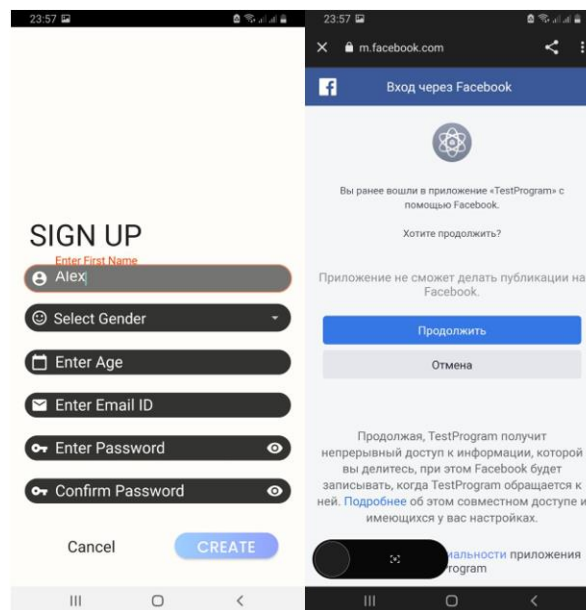 23:57
SIGN UP
Enter First Name
Alex
Select Gender
Enter Age
Enter Email ID
Enter Password
Confirm Password
Cancel
CREATE
23:57
m.facebook.com
Вход через Facebook
Вы ранее вошли в приложение «TestProgram» с
помощью Facebook.
Хотите продолжить?
Приложение не сможет делать публикации на
Facebook.
Продолжить
Отмена
Продолжая, TestProgram получит
непрерывный доступ к информации, которой
вы делитесь, при этом Facebook будет
записывать, когда TestProgram обращается к
ней. Подробнее об этом совместном доступе и
имеющихся у вас настройках.
иальности приложения
rogram